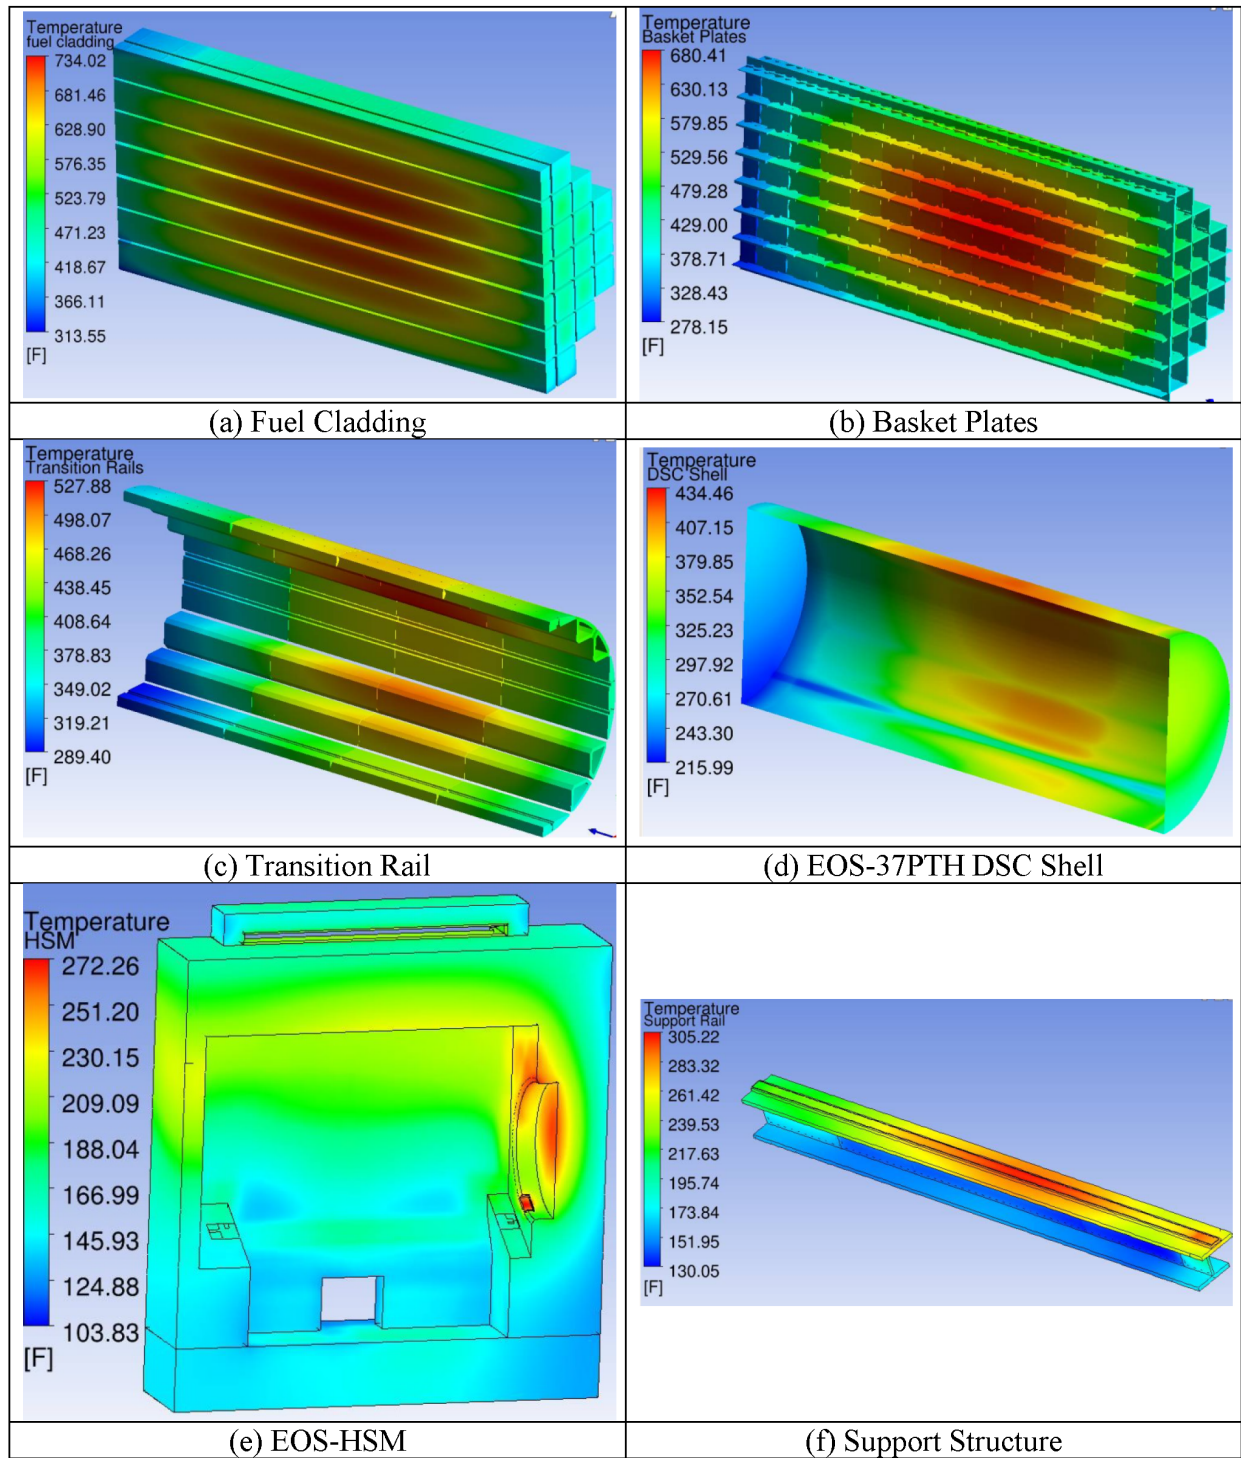 Temperature
fuel cladding
734.02
681.46
628.90
576.35
523.79
471.23
418.67
366.11
313.55
[F]
(a) Fuel Cladding
Temperature
Basket Plates
680.41
630.13
579.85
529.56
479.28
429.00
378.71
328.43
278.15
[F]
(b) Basket Plates
Temperature
Transition Rails
527.88
498.07
468.26
438.45
408.64
378.83
349.02
319.21
289.40
[F]
(c) Transition Rail
Temperature
DSC Shell
434.46
407.15
379.85
352.54
325.23
297.92
270.61
243.30
215.99
[F]
(d) EOS-37PTH DSC Shell
Temperature
HSM
272.26
251.20
230.15
209.09
188.04
166.99
145.93
124.88
103.83
[F]
(e) EOS-HSM
Temperature
Support Rail
305.22
283.32
261.42
239.53
217.63
195.74
173.84
151.95
130.05
[F]
(f) Support Structure